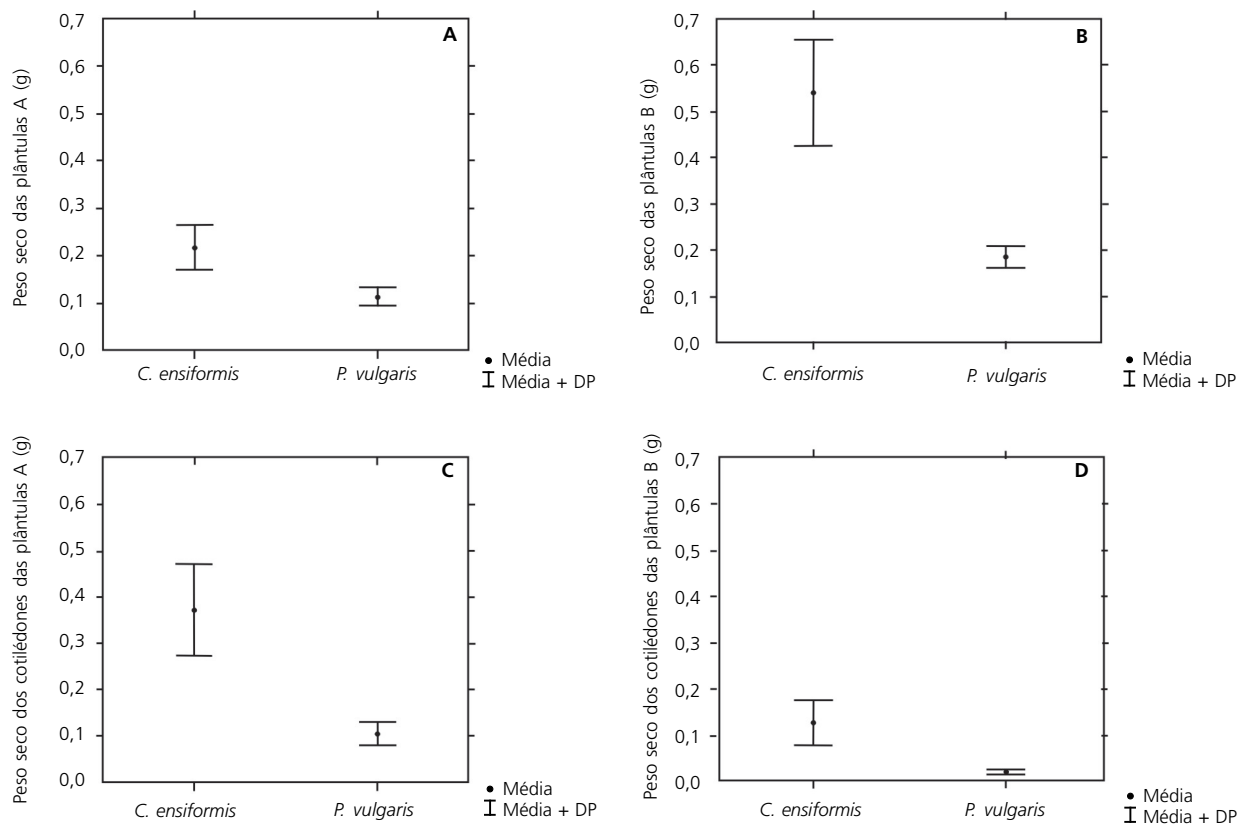 Peso seco das plântulas A (g)
0,7
0,6
0,5
0,4
0,3
0,2
0,1
0,0
A
C. ensiformis
P. vulgaris
Média
Média + DP
Peso seco das plântulas B (g)
0,7
0,6
0,5
0,4
0,3
0,2
0,1
0,0
B
C. ensiformis
P. vulgaris
Média
Média + DP
Peso seco dos cotilédones das plântulas A (g)
0,7
0,6
0,5
0,4
0,3
0,2
0,1
0,0
C
C. ensiformis
P. vulgaris
Média
Média + DP
Peso seco dos cotilédones das plântulas B (g)
0,7
0,6
0,5
0,4
0,3
0,2
0,1
0,0
D
C. ensiformis
P. vulgaris
Média
Média + DP